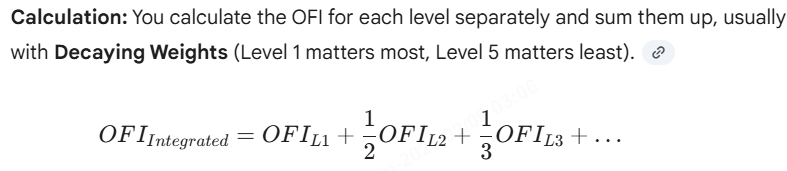 Calculation: You calculate the OFI for each level separately and sum them up, usually
with Decaying Weights (Level 1 matters most, Level 5 matters least).
OFI_{Integrated} = OFI_{L1} + \frac{1}{2}OFI_{L2} + \frac{1}{3}OFI_{L3} + \ldots